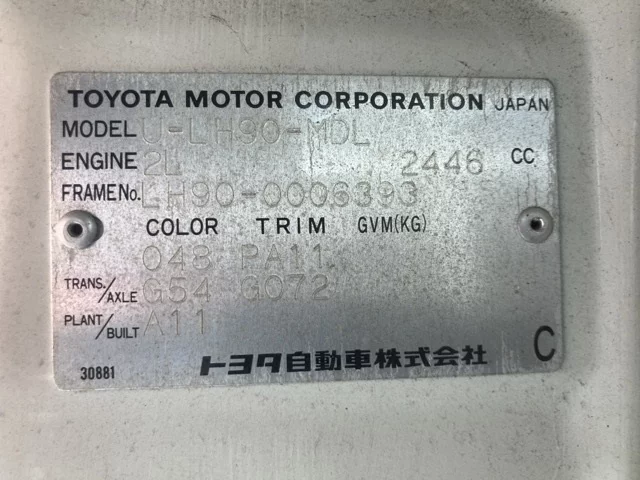 TOYOTA MOTOR CORPORATION JAPAN
MODEL U-LH90-MDL
ENGINE 2L 2446 CC
FRAME No. LH90-0006393
COLOR TRIM GVM(KG)
048 PA11
TRANS./AXLE G54 G072
PLANT/BUILT A11
30881 トヨタ自動車株式会社 C